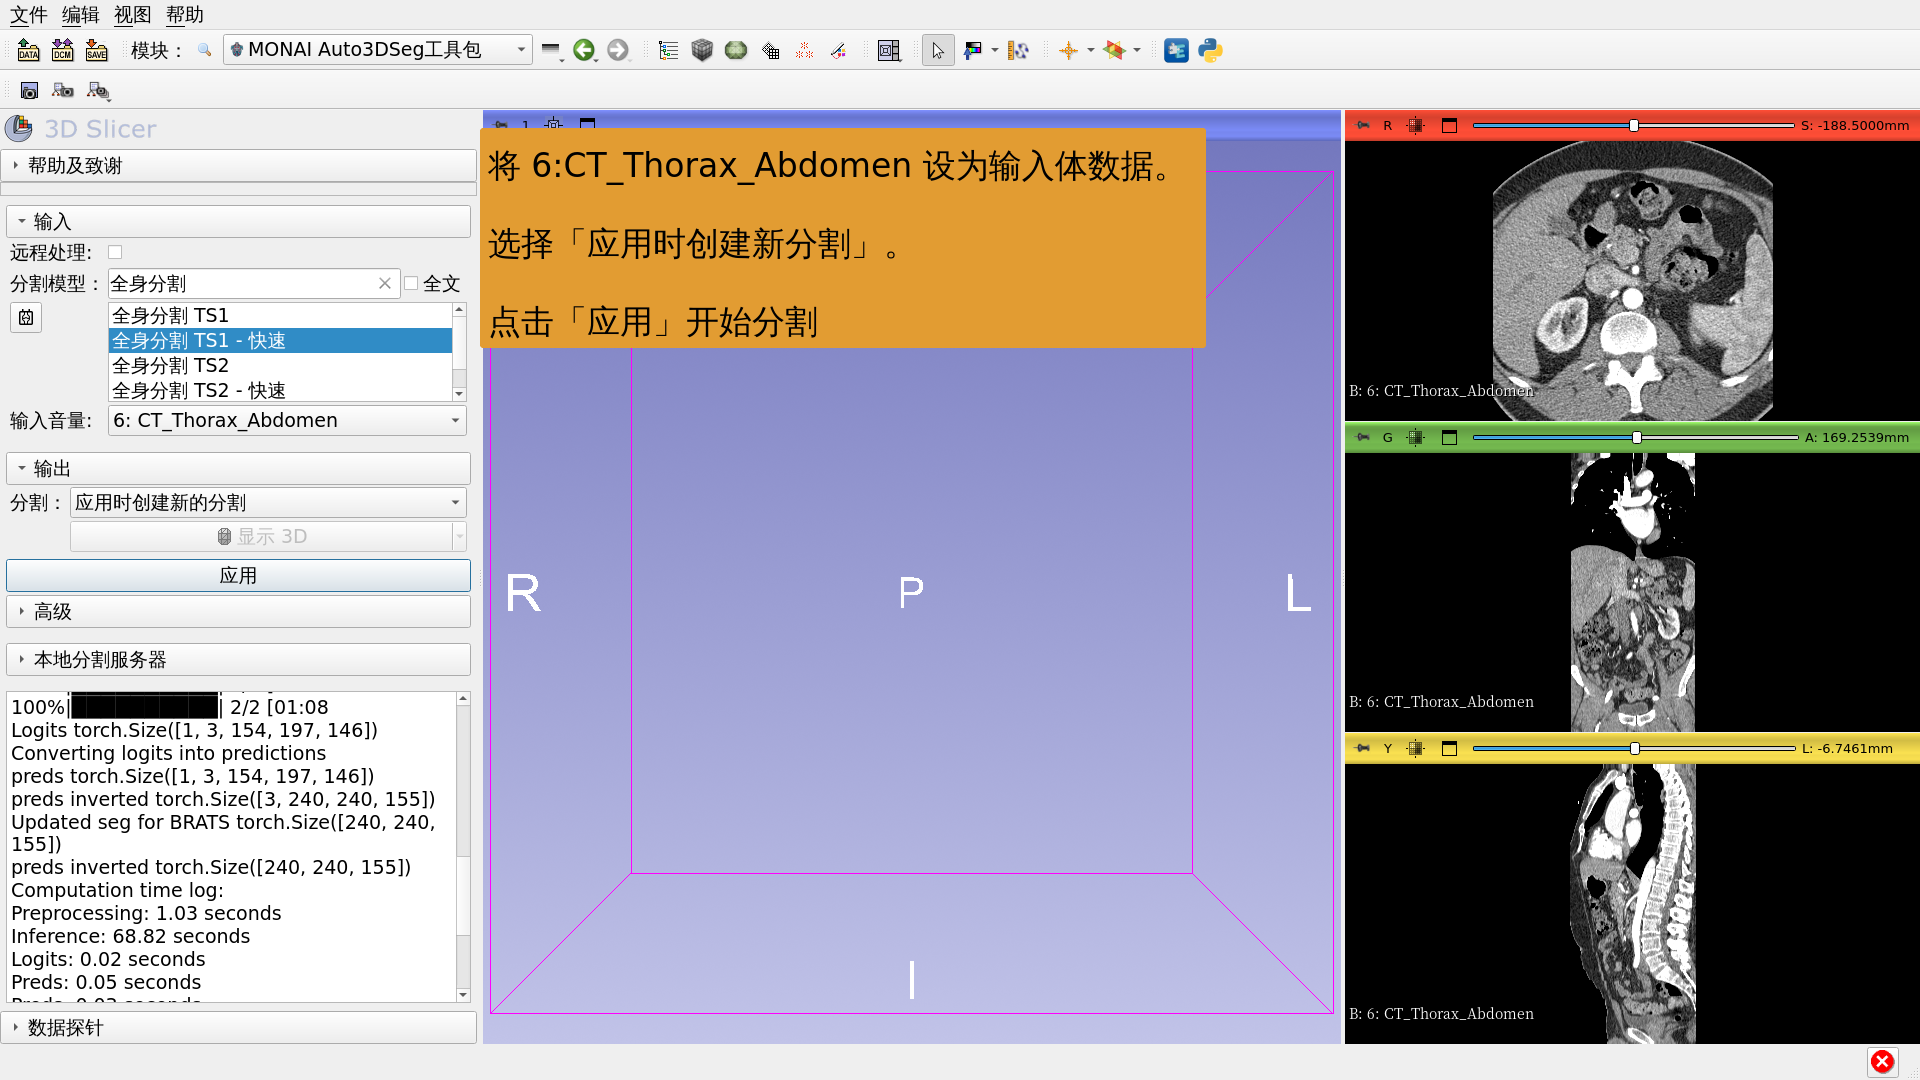 文件 编辑 视图 帮助
DATA DCM SAVE 模块： MONAI Auto3DSeg工具包
3D Slicer
帮助及致谢
输入
远程处理:
分割模型： 全身分割 全文
全身分割 TS1
全身分割 TS1 - 快速
全身分割 TS2
全身分割 TS2 - 快速
输入音量: 6: CT_Thorax_Abdomen
输出
分割： 应用时创建新的分割
显示 3D
应用
高级
本地分割服务器
100%|██████████| 2/2 [01:08
Logits torch.Size([1, 3, 154, 197, 146])
Converting logits into predictions
preds torch.Size([1, 3, 154, 197, 146])
preds inverted torch.Size([3, 240, 240, 155])
Updated seg for BRATS torch.Size([240, 240,
155])
preds inverted torch.Size([240, 240, 155])
Computation time log:
Preprocessing: 1.03 seconds
Inference: 68.82 seconds
Logits: 0.02 seconds
Preds: 0.05 seconds
数据探针
1
将 6:CT_Thorax_Abdomen 设为输入体数据。
选择「应用时创建新分割」。
点击「应用」开始分割
R P L
I
R S: -188.5000mm
B: 6: CT_Thorax_Abdomen
G A: 169.2539mm
B: 6: CT_Thorax_Abdomen
Y L: -6.7461mm
B: 6: CT_Thorax_Abdomen